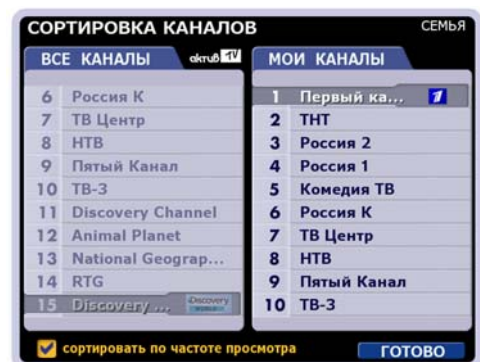 СОРТИРОВКА КАНАЛОВ
СЕМЬЯ
ВСЕ КАНАЛЫ
актив TV
6 Россия К
7 ТВ Центр
8 НТВ
9 Пятый Канал
10 ТВ-3
11 Discovery Channel
12 Animal Planet
13 National Geograp...
14 RTG
15 Discovery ...
Discovery
МОИ КАНАЛЫ
1 Первый ка... 1
2 ТНТ
3 Россия 2
4 Россия 1
5 Комедия ТВ
6 Россия К
7 ТВ Центр
8 НТВ
9 Пятый Канал
10 ТВ-3
сортировать по частоте просмотра
ГОТОВО